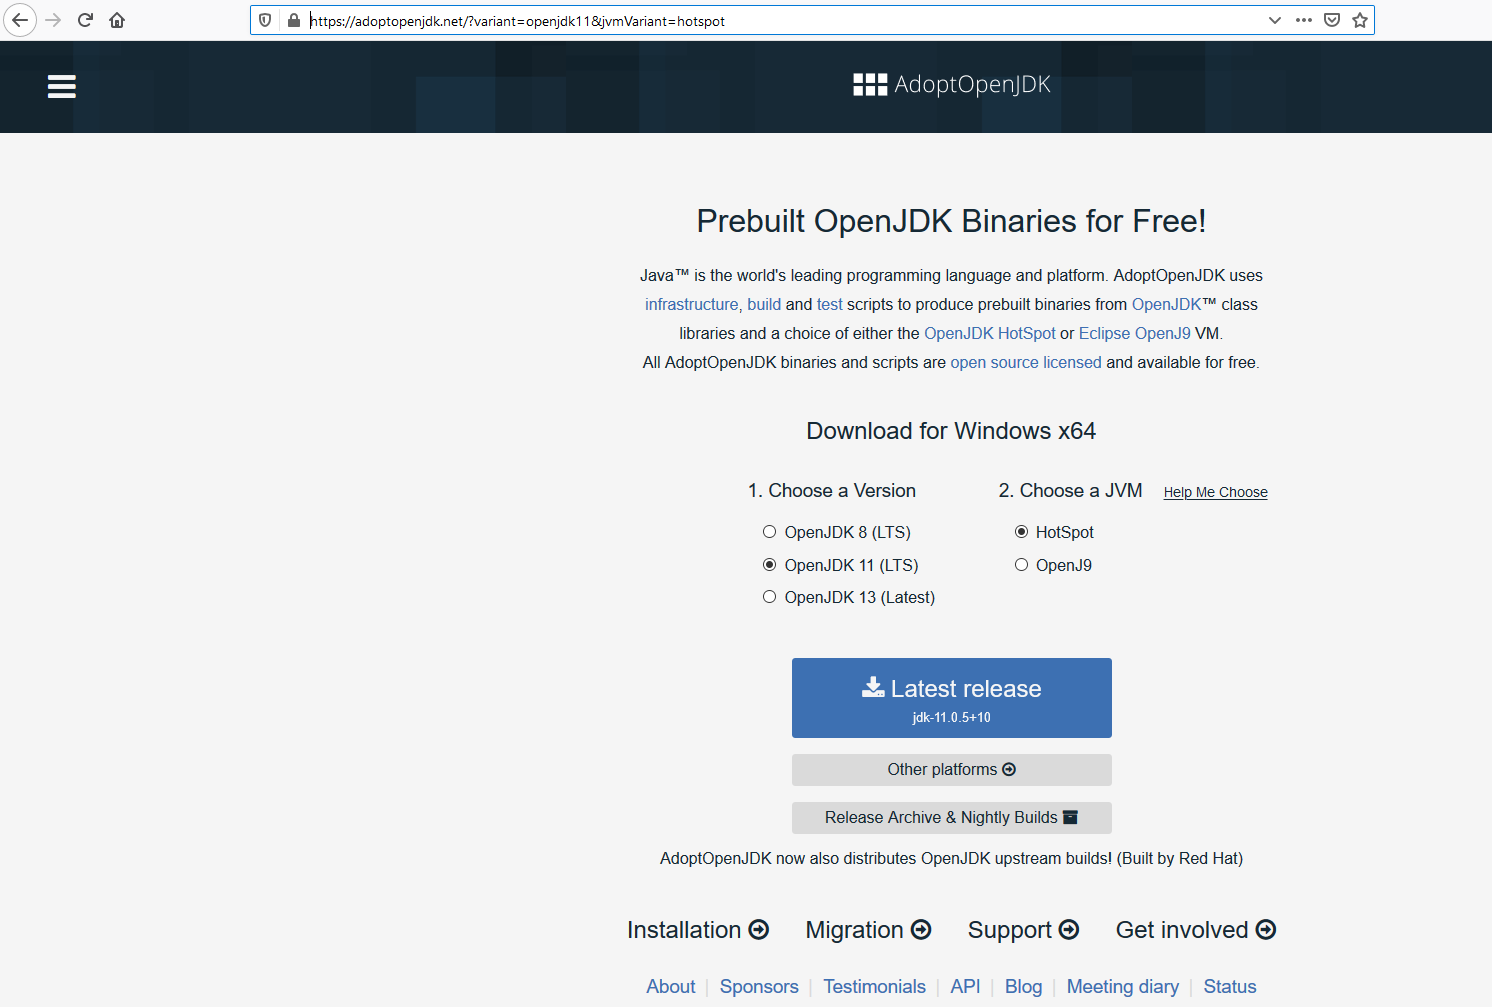 https://adoptopenjdk.net/?variant=openjdk11&jvmVariant=hotspot
AdoptOpenJDK
Prebuilt OpenJDK Binaries for Free!
Java™ is the world's leading programming language and platform. AdoptOpenJDK uses
infrastructure, build and test scripts to produce prebuilt binaries from OpenJDK™ class
libraries and a choice of either the OpenJDK HotSpot or Eclipse OpenJ9 VM.
All AdoptOpenJDK binaries and scripts are open source licensed and available for free.
Download for Windows x64
1. Choose a Version
OpenJDK 8 (LTS)
OpenJDK 11 (LTS)
OpenJDK 13 (Latest)
2. Choose a JVM Help Me Choose
HotSpot
OpenJ9
Latest release
jdk-11.0.5+10
Other platforms
Release Archive & Nightly Builds
AdoptOpenJDK now also distributes OpenJDK upstream builds! (Built by Red Hat)
Installation Migration Support Get involved
About | Sponsors | Testimonials | API | Blog | Meeting diary | Status